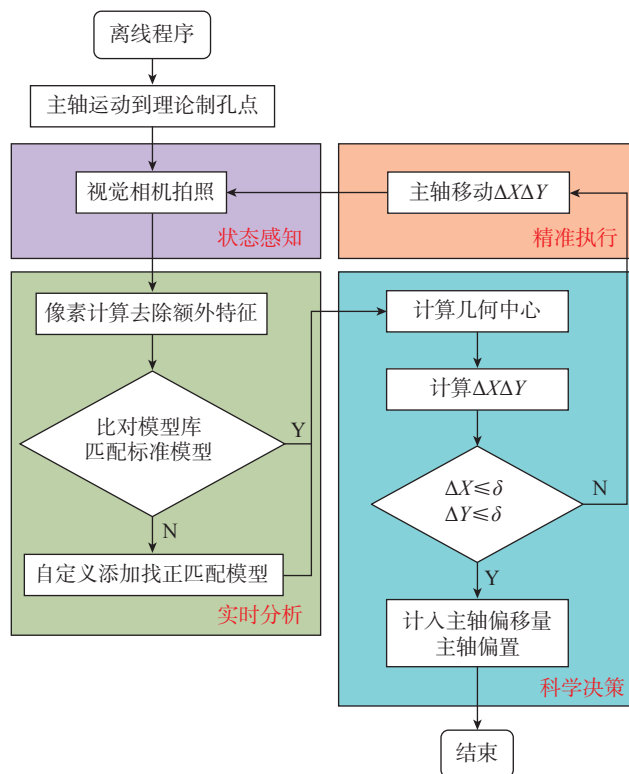 离线程序
主轴运动到理论制孔点
视觉相机拍照
状态感知
主轴移动ΔXΔY
精准执行
像素计算去除额外特征
比对模型库
匹配标准模型
Y
N
自定义添加找正匹配模型
实时分析
计算几何中心
计算ΔXΔY
ΔX≤δ
ΔY≤δ
N
Y
计入主轴偏移量
主轴偏置
科学决策
结束